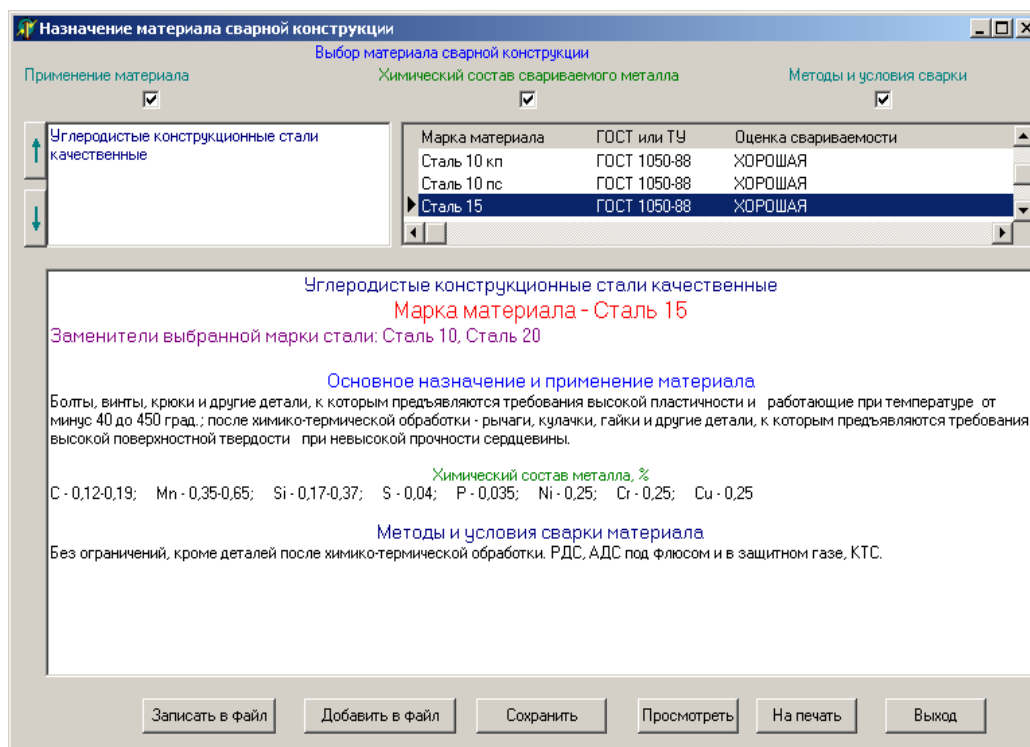 Назначение материала сварной конструкции
Выбор материала сварной конструкции
Применение материала
Химический состав свариваемого металла
Методы и условия сварки
Углеродистые конструкционные стали
качественные
Марка материала ГОСТ или ТУ Оценка свариваемости
Сталь 10 кп ГОСТ 1050-88 ХОРОШАЯ
Сталь 10 пс ГОСТ 1050-88 ХОРОШАЯ
Сталь 15 ГОСТ 1050-88 ХОРОШАЯ
Углеродистые конструкционные стали качественные
Марка материала - Сталь 15
Заменители выбранной марки стали: Сталь 10, Сталь 20
Основное назначение и применение материала
Болты, винты, крюки и другие детали, к которым предъявляются требования высокой пластичности и работающие при температуре от
минус 40 до 450 град.; после химико-термической обработки - рычаги, кулачки, гайки и другие детали, к которым предъявляются требования
высокой поверхностной твердости при невысокой прочности сердцевины.
Химический состав металла, %
C - 0,12-0,19; Mn - 0,35-0,65; Si - 0,17-0,37; S - 0,04; P - 0,035; Ni - 0,25; Cr - 0,25; Cu - 0,25
Методы и условия сварки материала
Без ограничений, кроме деталей после химико-термической обработки. РДС, АДС под флюсом и в защитном газе, КТС.
Записать в файл
Добавить в файл
Сохранить
Просмотреть
На печать
Выход